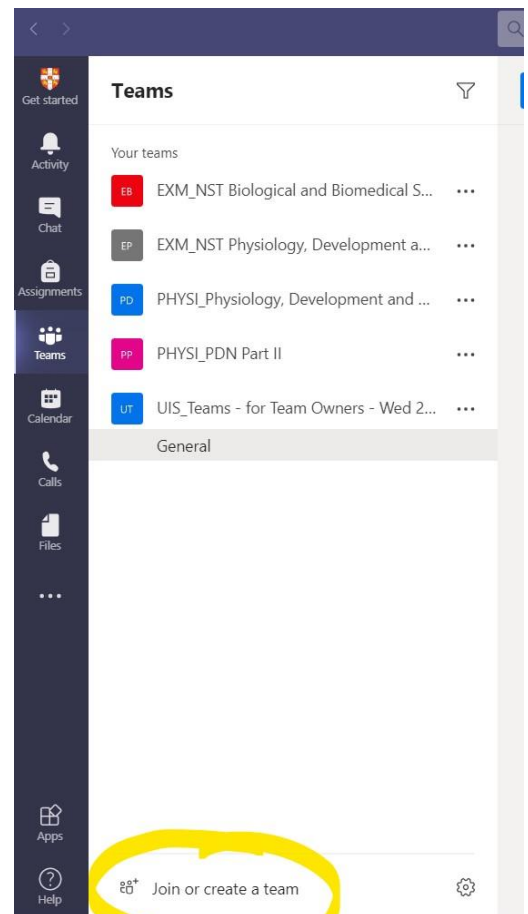 Get started
Activity
Chat
Assignments
Teams
Calendar
Calls
Files
Apps
Help
Teams
Your teams
EB EXM_NST Biological and Biomedical S...
EP EXM_NST Physiology, Development a...
PD PHYSI_Physiology, Development and ...
PP PHYSI_PDN Part II
UT UIS_Teams - for Team Owners - Wed 2...
General
Join or create a team